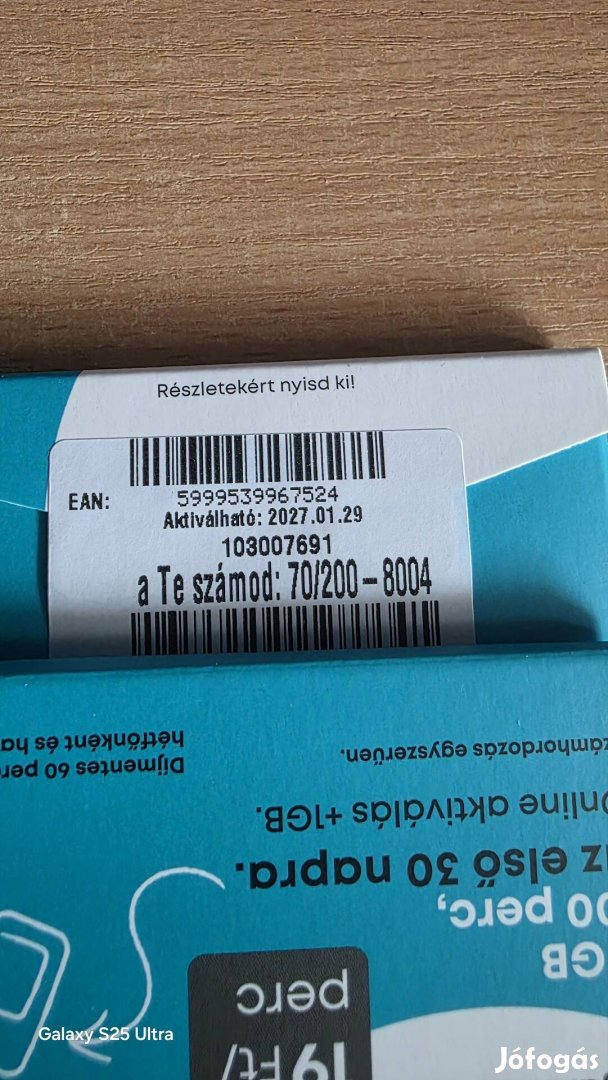 Részletekért nyisd ki!
EAN:
5999539967524
Aktiválható: 2027.01.29
103007691
a Te számod: 70/200-8004
19 Ft/
perc
GB
00 perc,
az első 30 napra.
Online aktiválás +1GB.
számhordozás egyszerűen.
Díjmentes 60 perc
hétfőnként és
Galaxy S25 Ultra
Jófogás